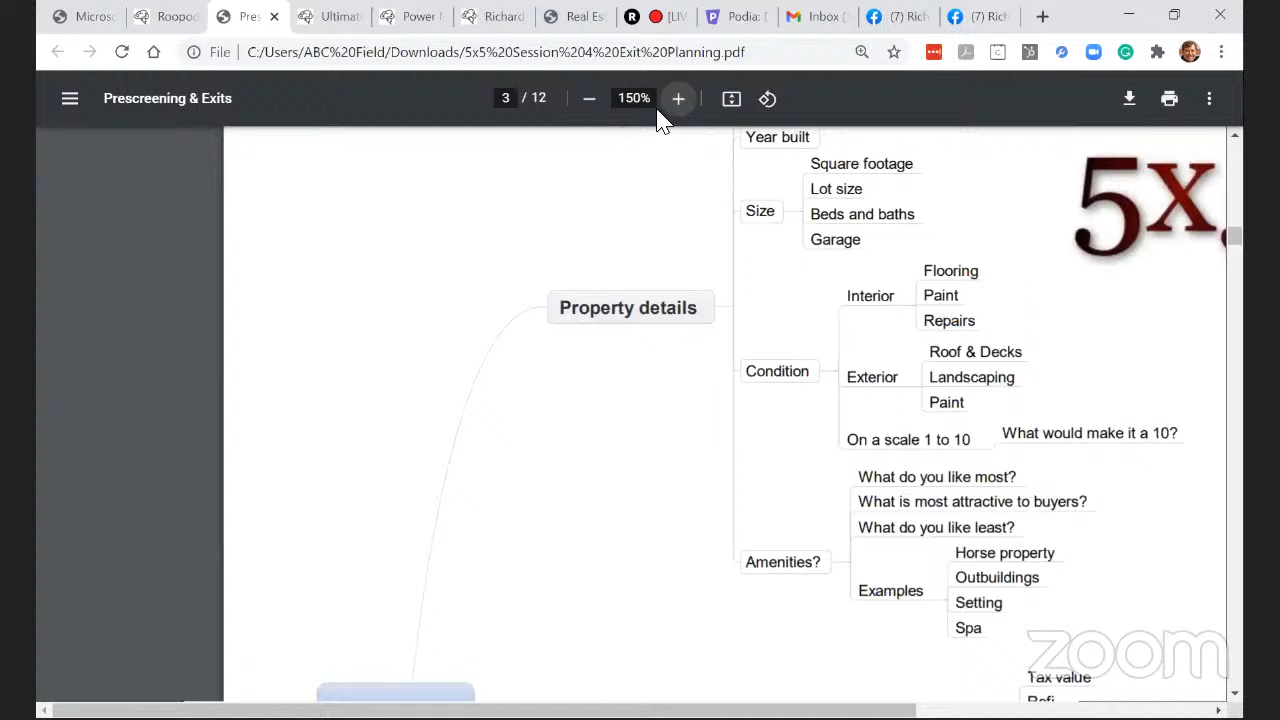 Microso
Roopod
Pres
Ultimate
Power N
Richard
Real Es
[LIV
Podia: D
Inbox (
(7) Rich
(7) Rich
File
C:/Users/ABC%20Field/Downloads/5x5%20Session%204%20Exit%20Planning.pdf
Prescreening & Exits
3 / 12
150%
Year built
Square footage
Lot size
Size
Beds and baths
Garage
5x
Flooring
Interior
Paint
Repairs
Property details
Roof & Decks
Condition
Exterior
Landscaping
Paint
On a scale 1 to 10
What would make it a 10?
What do you like most?
What is most attractive to buyers?
What do you like least?
Amenities?
Horse property
Outbuildings
Examples
Setting
Spa
zoom
Tax value
Refi